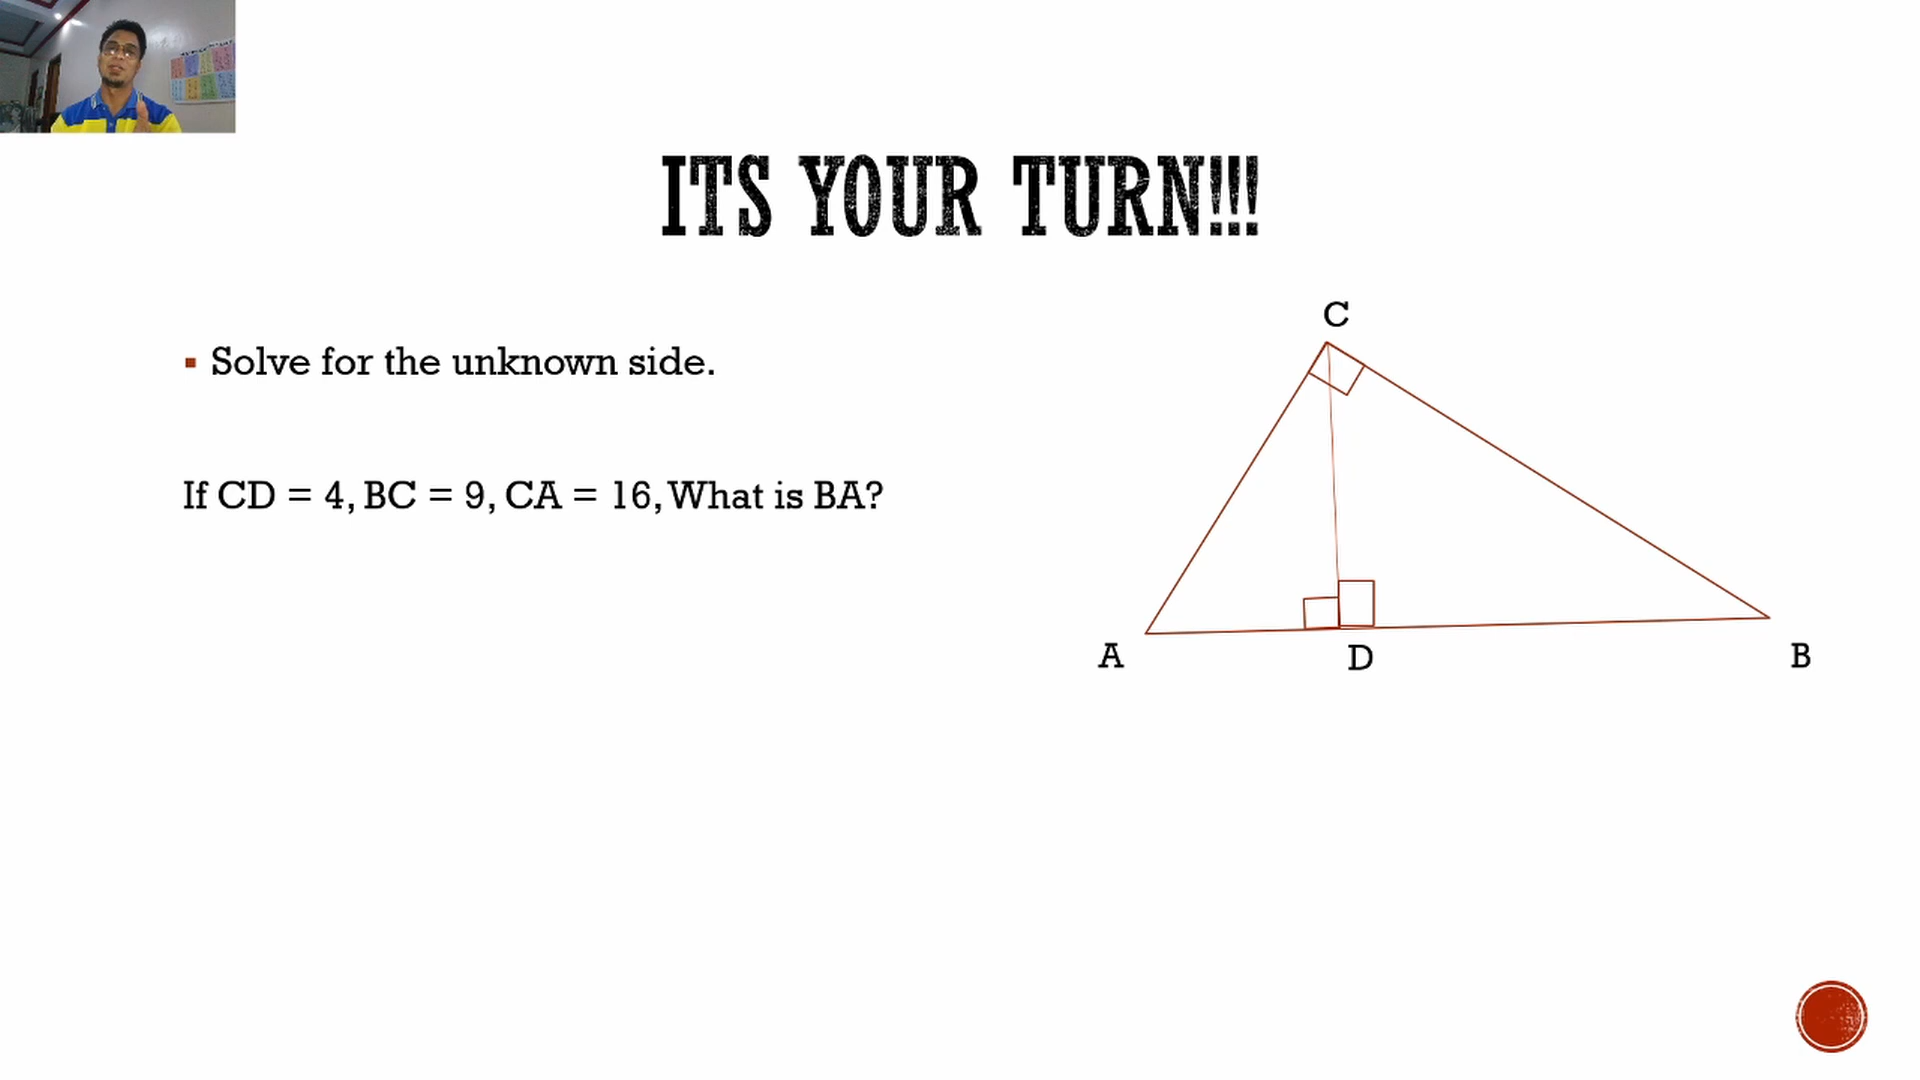 ITS YOUR TURN!!!
C
Solve for the unknown side.
If CD = 4, BC = 9, CA = 16, What is BA?
A
D
B